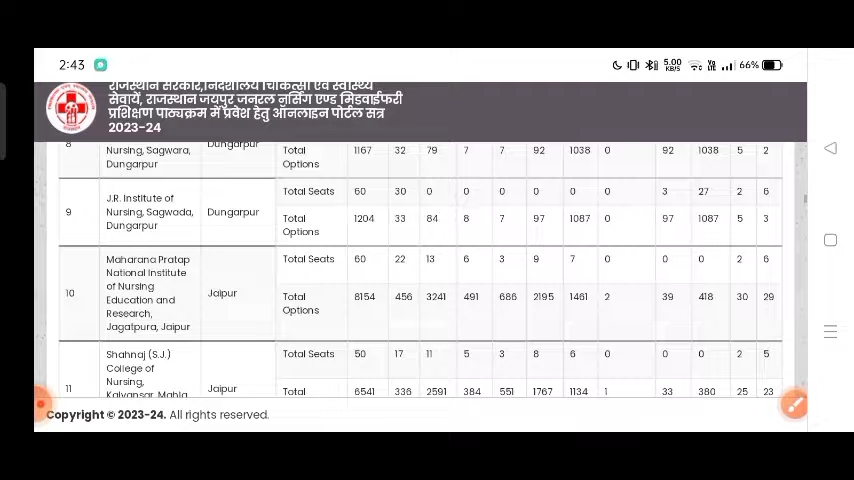 2:43 5.00 KB/S Vo LTE 66%
राजस्थान सरकार,निदेशालय चिकित्सा एवं स्वास्थ्य
सेवायें, राजस्थान जयपुर जनरल नर्सिंग एण्ड मिडवाईफरी
प्रशिक्षण पाठ्यक्रम में प्रवेश हेतु ऑनलाइन पोर्टल सत्र
2023-24
8 Nursing, Sagwara, Dungarpur Dungarpur Total Options 1167 32 79 7 7 92 1038 0 92 1038 5 2
9 J.R. Institute of Nursing, Sagwada, Dungarpur Dungarpur Total Seats 60 30 0 0 0 0 0 0 3 27 2 6
Total Options 1204 33 84 8 7 97 1087 0 97 1087 5 3
10 Maharana Pratap National Institute of Nursing Education and Research, Jagatpura, Jaipur Jaipur Total Seats 60 22 13 6 3 9 7 0 0 0 2 6
Total Options 8154 456 3241 491 686 2195 1461 2 39 418 30 29
11 Shahnaj (S.J.) College of Nursing, Kalyansar, Mahla Jaipur Total Seats 50 17 11 5 3 8 6 0 0 0 2 5
Total 6541 336 2591 384 551 1767 1134 1 33 380 25 23
Copyright © 2023-24. All rights reserved.